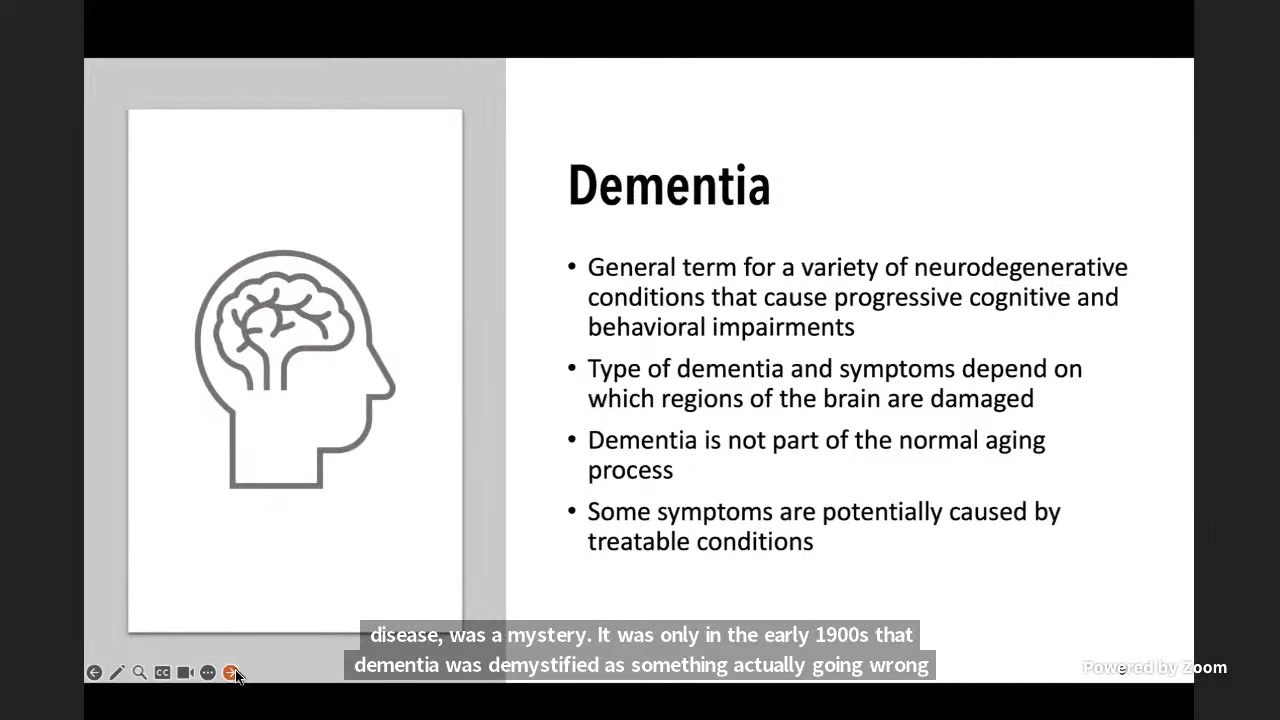 Dementia
• General term for a variety of neurodegenerative
conditions that cause progressive cognitive and
behavioral impairments
• Type of dementia and symptoms depend on
which regions of the brain are damaged
• Dementia is not part of the normal aging
process
• Some symptoms are potentially caused by
treatable conditions
disease, was a mystery. It was only in the early 1900s that
dementia was demystified as something actually going wrong
CC
Powered by Zoom